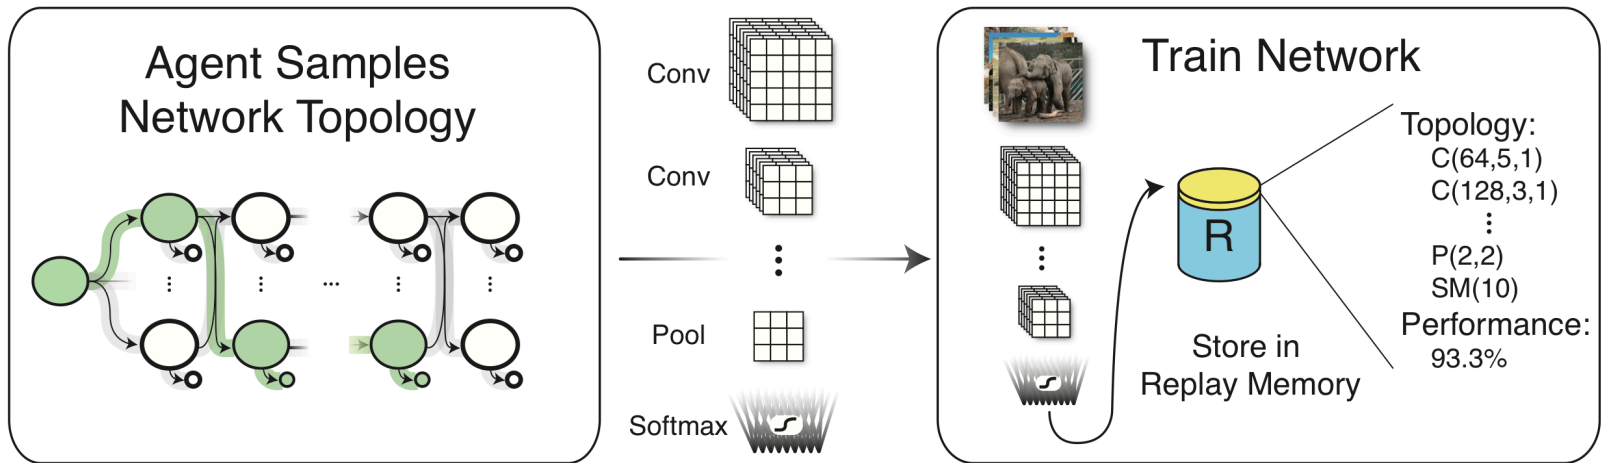 Agent Samples
Network Topology
Conv
Conv
Pool
Softmax
Train Network
R
Store in
Replay Memory
Topology:
C(64,5,1)
C(128,3,1)
P(2,2)
SM(10)
Performance:
93.3%